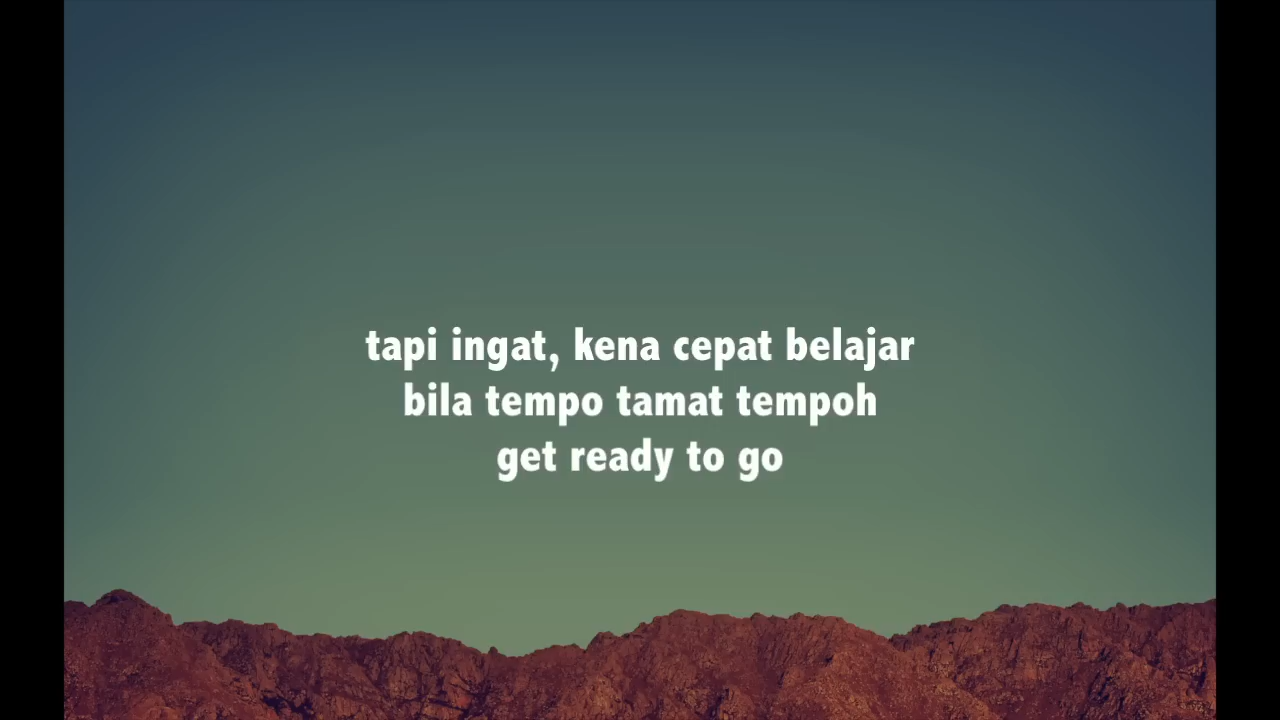 tapi ingat, kena cepat belajar
bila tempo tamat tempoh
get ready to go